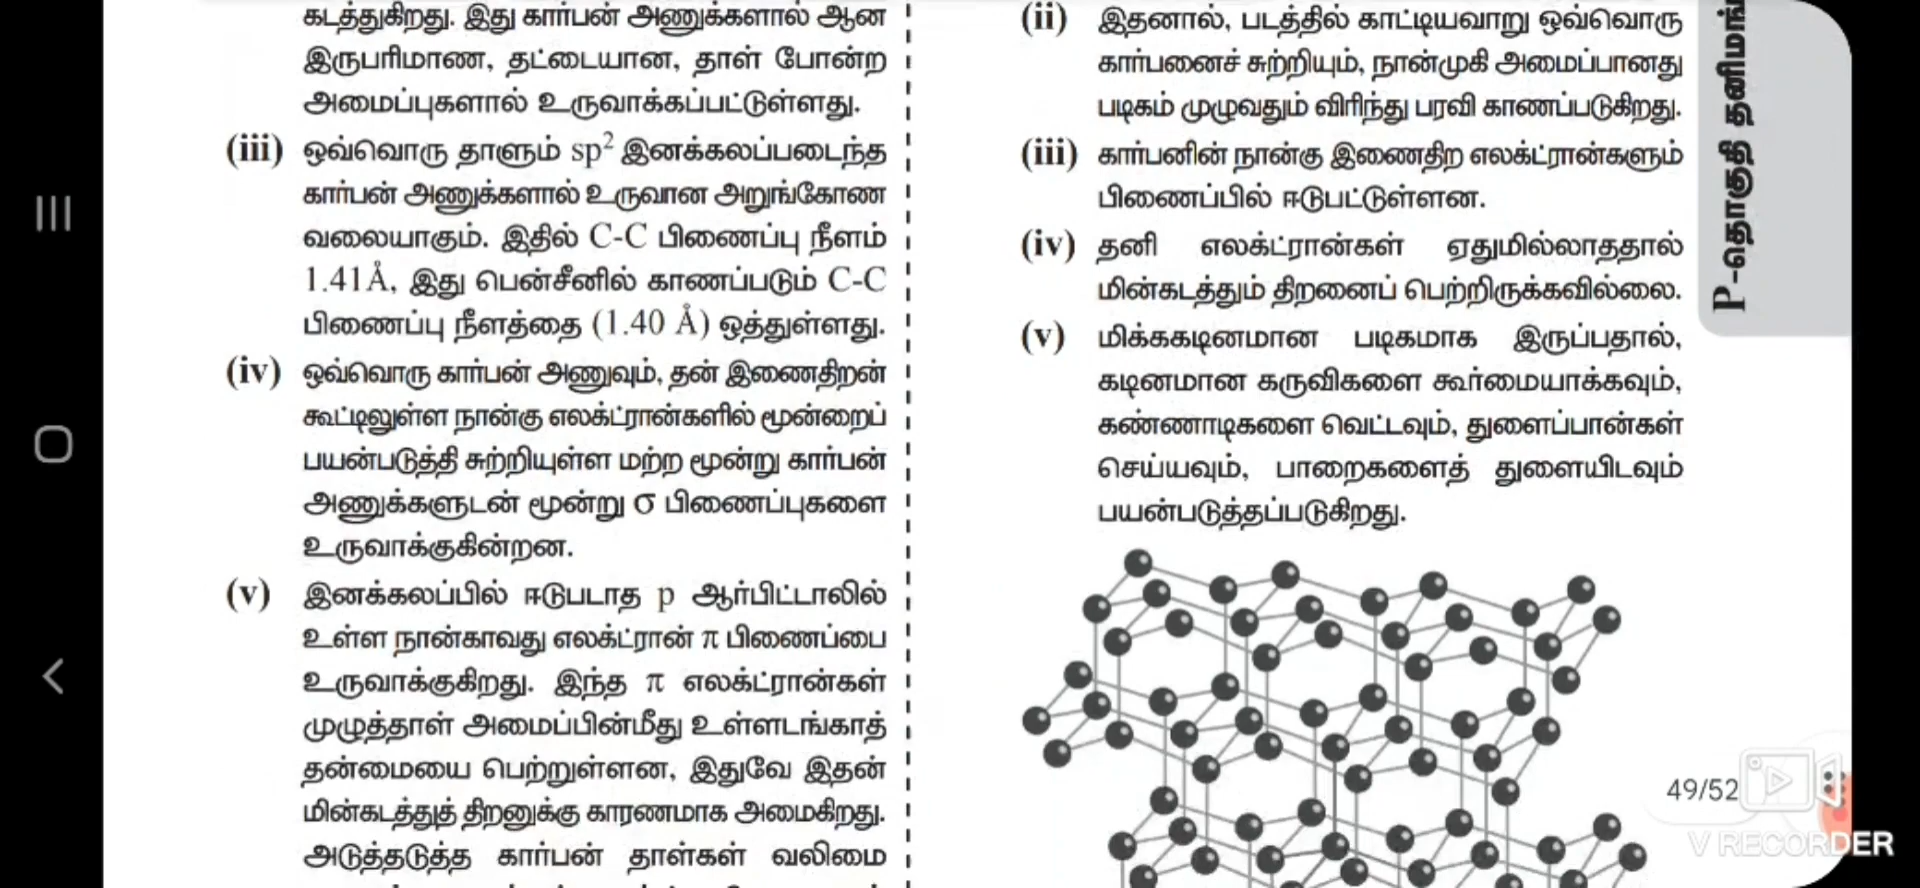 கடத்துகிறது. இது கார்பன் அணுக்களால் ஆன
இருபரிமாண, தட்டையான, தாள் போன்ற
அமைப்புகளால் உருவாக்கப்பட்டுள்ளது.
(iii) ஒவ்வொரு தாளும் sp² இனக்கலப்படைந்த
கார்பன் அணுக்களால் உருவான அறுங்கோண
வலையாகும். இதில் C-C பிணைப்பு நீளம்
1.41Å, இது பென்சீனில் காணப்படும் C-C
பிணைப்பு நீளத்தை (1.40 Å) ஒத்துள்ளது.
(iv) ஒவ்வொரு கார்பன் அணுவும், தன் இணைதிறன்
கூட்டிலுள்ள நான்கு எலக்ட்ரான்களில் மூன்றைப்
பயன்படுத்தி சுற்றியுள்ள மற்ற மூன்று கார்பன்
அணுக்களுடன் மூன்று σ பிணைப்புகளை
உருவாக்குகின்றன.
(v) இனக்கலப்பில் ஈடுபடாத p ஆர்பிட்டாலில்
உள்ள நான்காவது எலக்ட்ரான் π பிணைப்பை
உருவாக்குகிறது. இந்த π எலக்ட்ரான்கள்
முழுத்தாள் அமைப்பின்மீது உள்ளடங்காத்
தன்மையை பெற்றுள்ளன, இதுவே இதன்
மின்கடத்துத் திறனுக்கு காரணமாக அமைகிறது.
அடுத்தடுத்த கார்பன் தாள்கள் வலிமை
(ii) இதனால், படத்தில் காட்டியவாறு ஒவ்வொரு
கார்பனைச் சுற்றியும், நான்முகி அமைப்பானது
படிகம் முழுவதும் விரிந்து பரவி காணப்படுகிறது.
(iii) கார்பனின் நான்கு இணைதிற எலக்ட்ரான்களும்
பிணைப்பில் ஈடுபட்டுள்ளன.
(iv) தனி எலக்ட்ரான்கள் ஏதுமில்லாததால்
மின்கடத்தும் திறனைப் பெற்றிருக்கவில்லை.
(v) மிக்ககடினமான படிகமாக இருப்பதால்,
கடினமான கருவிகளை கூர்மையாக்கவும்,
கண்ணாடிகளை வெட்டவும், துளைப்பான்கள்
செய்யவும், பாறைகளைத் துளையிடவும்
பயன்படுத்தப்படுகிறது.
P-தொகுதி
49/52
V RECORDER